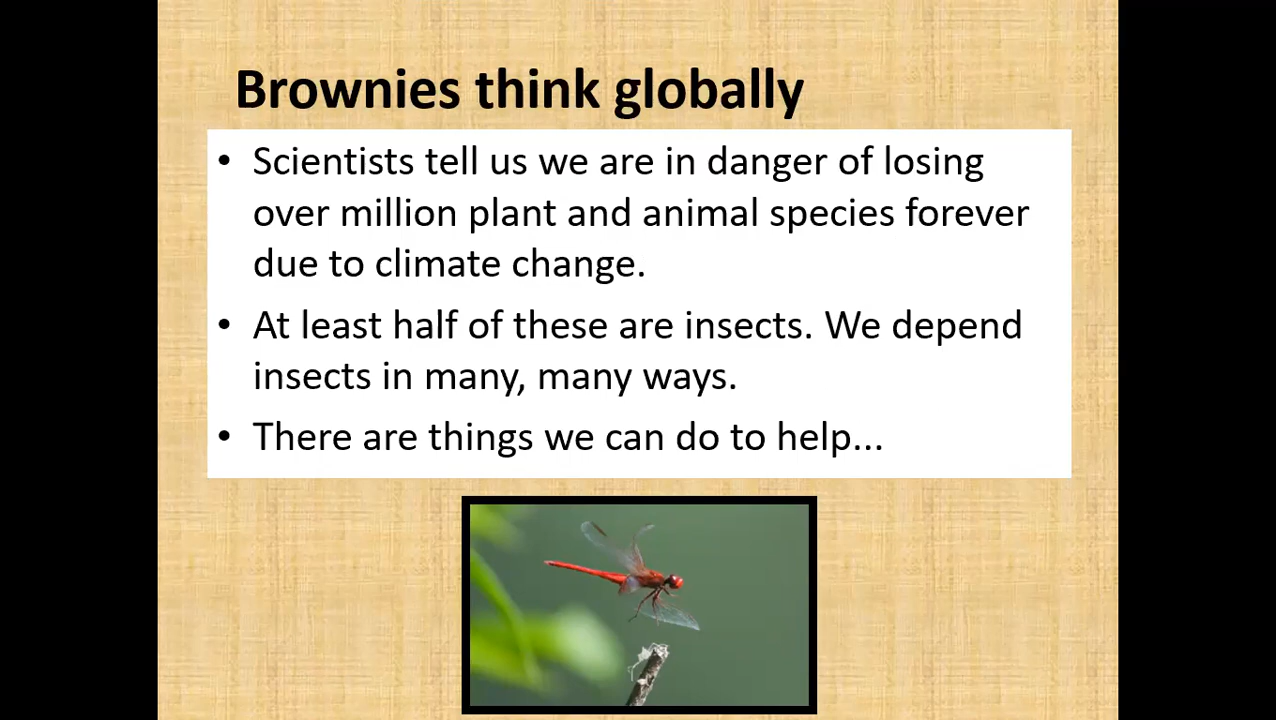 Brownies think globally
• Scientists tell us we are in danger of losing
over million plant and animal species forever
due to climate change.
• At least half of these are insects. We depend
insects in many, many ways.
• There are things we can do to help...